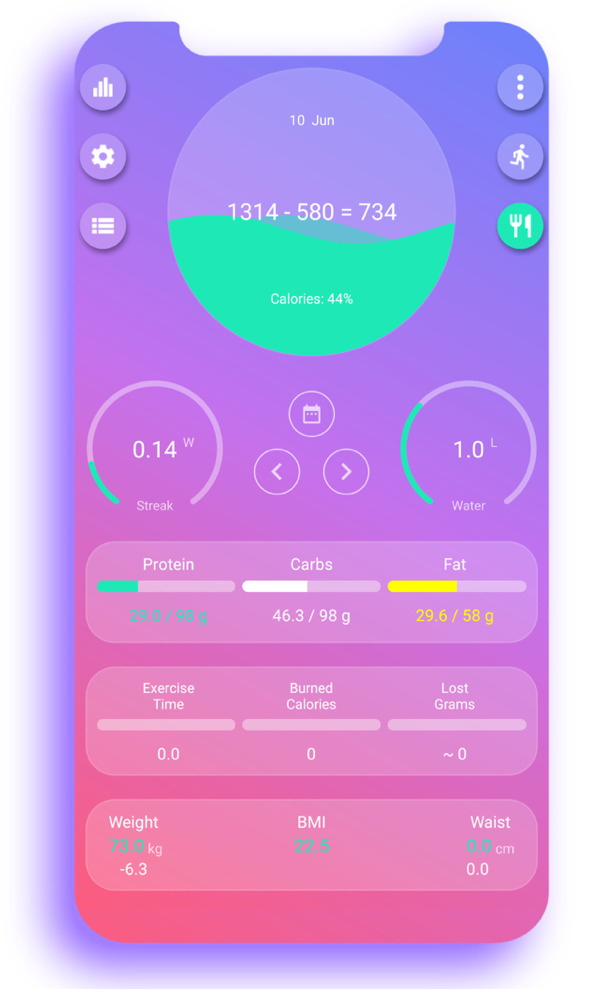 10 Jun
1314 - 580 = 734
Calories: 44%
0.14 W
Streak
1.0 L
Water
Protein Carbs Fat
29.0 / 98 g 46.3 / 98 g 29.6 / 58 g
Exercise Time
Burned Calories
Lost Grams
0.0 0 ~ 0
Weight BMI Waist
73.0 kg 22.5 0.0 cm
-6.3 0.0